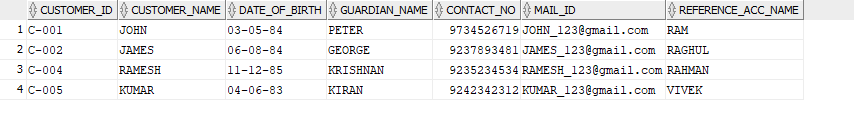 CUSTOMER_ID CUSTOMER_NAME DATE_OF_BIRTH GUARDIAN_NAME CONTACT_NO MAIL_ID REFERENCE_ACC_NAME
1 C-001 JOHN 03-05-84 PETER 9734526719 JOHN_123@gmail.com RAM
2 C-002 JAMES 06-08-84 GEORGE 9237893481 JAMES_123@gmail.com RAGHUL
3 C-004 RAMESH 11-12-85 KRISHNAN 9235234534 RAMESH_123@gmail.com RAHMAN
4 C-005 KUMAR 04-06-83 KIRAN 9242342312 KUMAR_123@gmail.com VIVEK